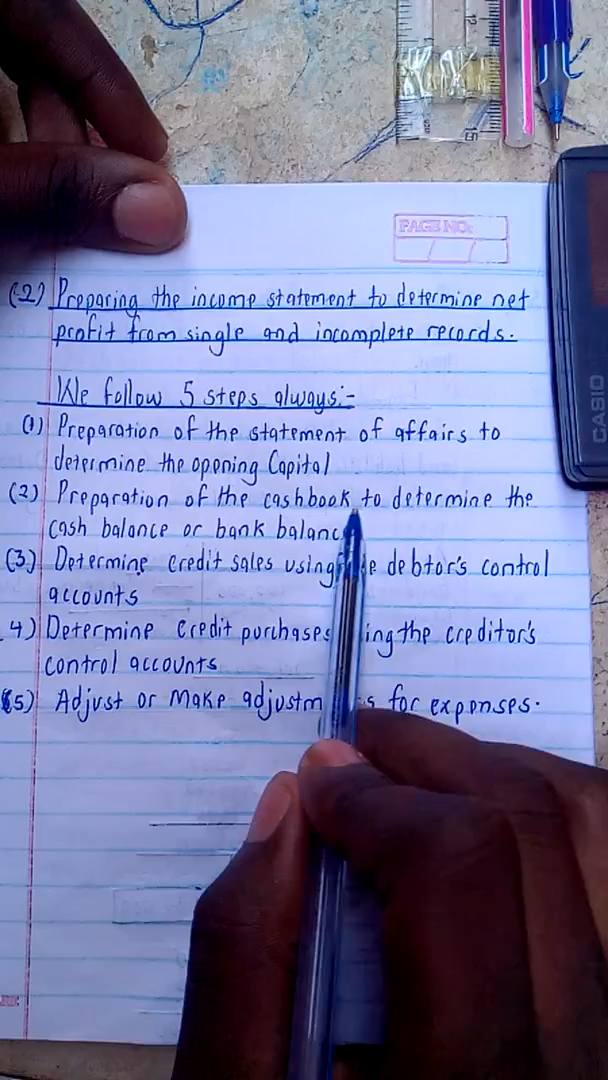 PAGE NO:
(2) Preparing the income statement to determine net
profit from single and incomplete records.
We follow 5 steps always:-
(1) Preparation of the statement of affairs to
determine the opening Capital
(2) Preparation of the cashbook to determine the
cash balance or bank balanc
(3) Determine credit sales using debtor's control
accounts
4) Determine credit purchases the creditor's
control accounts
(5) Adjust or Make for expenses.
CASIO